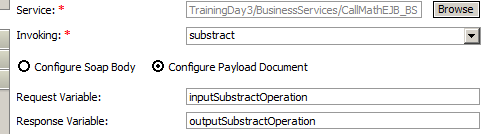 Service: * TrainingDay3/BusinessServices/CallMathEJB_BS Browse
Invoking: * substract
Configure Soap Body Configure Payload Document
Request Variable: inputSubstractOperation
Response Variable: outputSubstractOperation